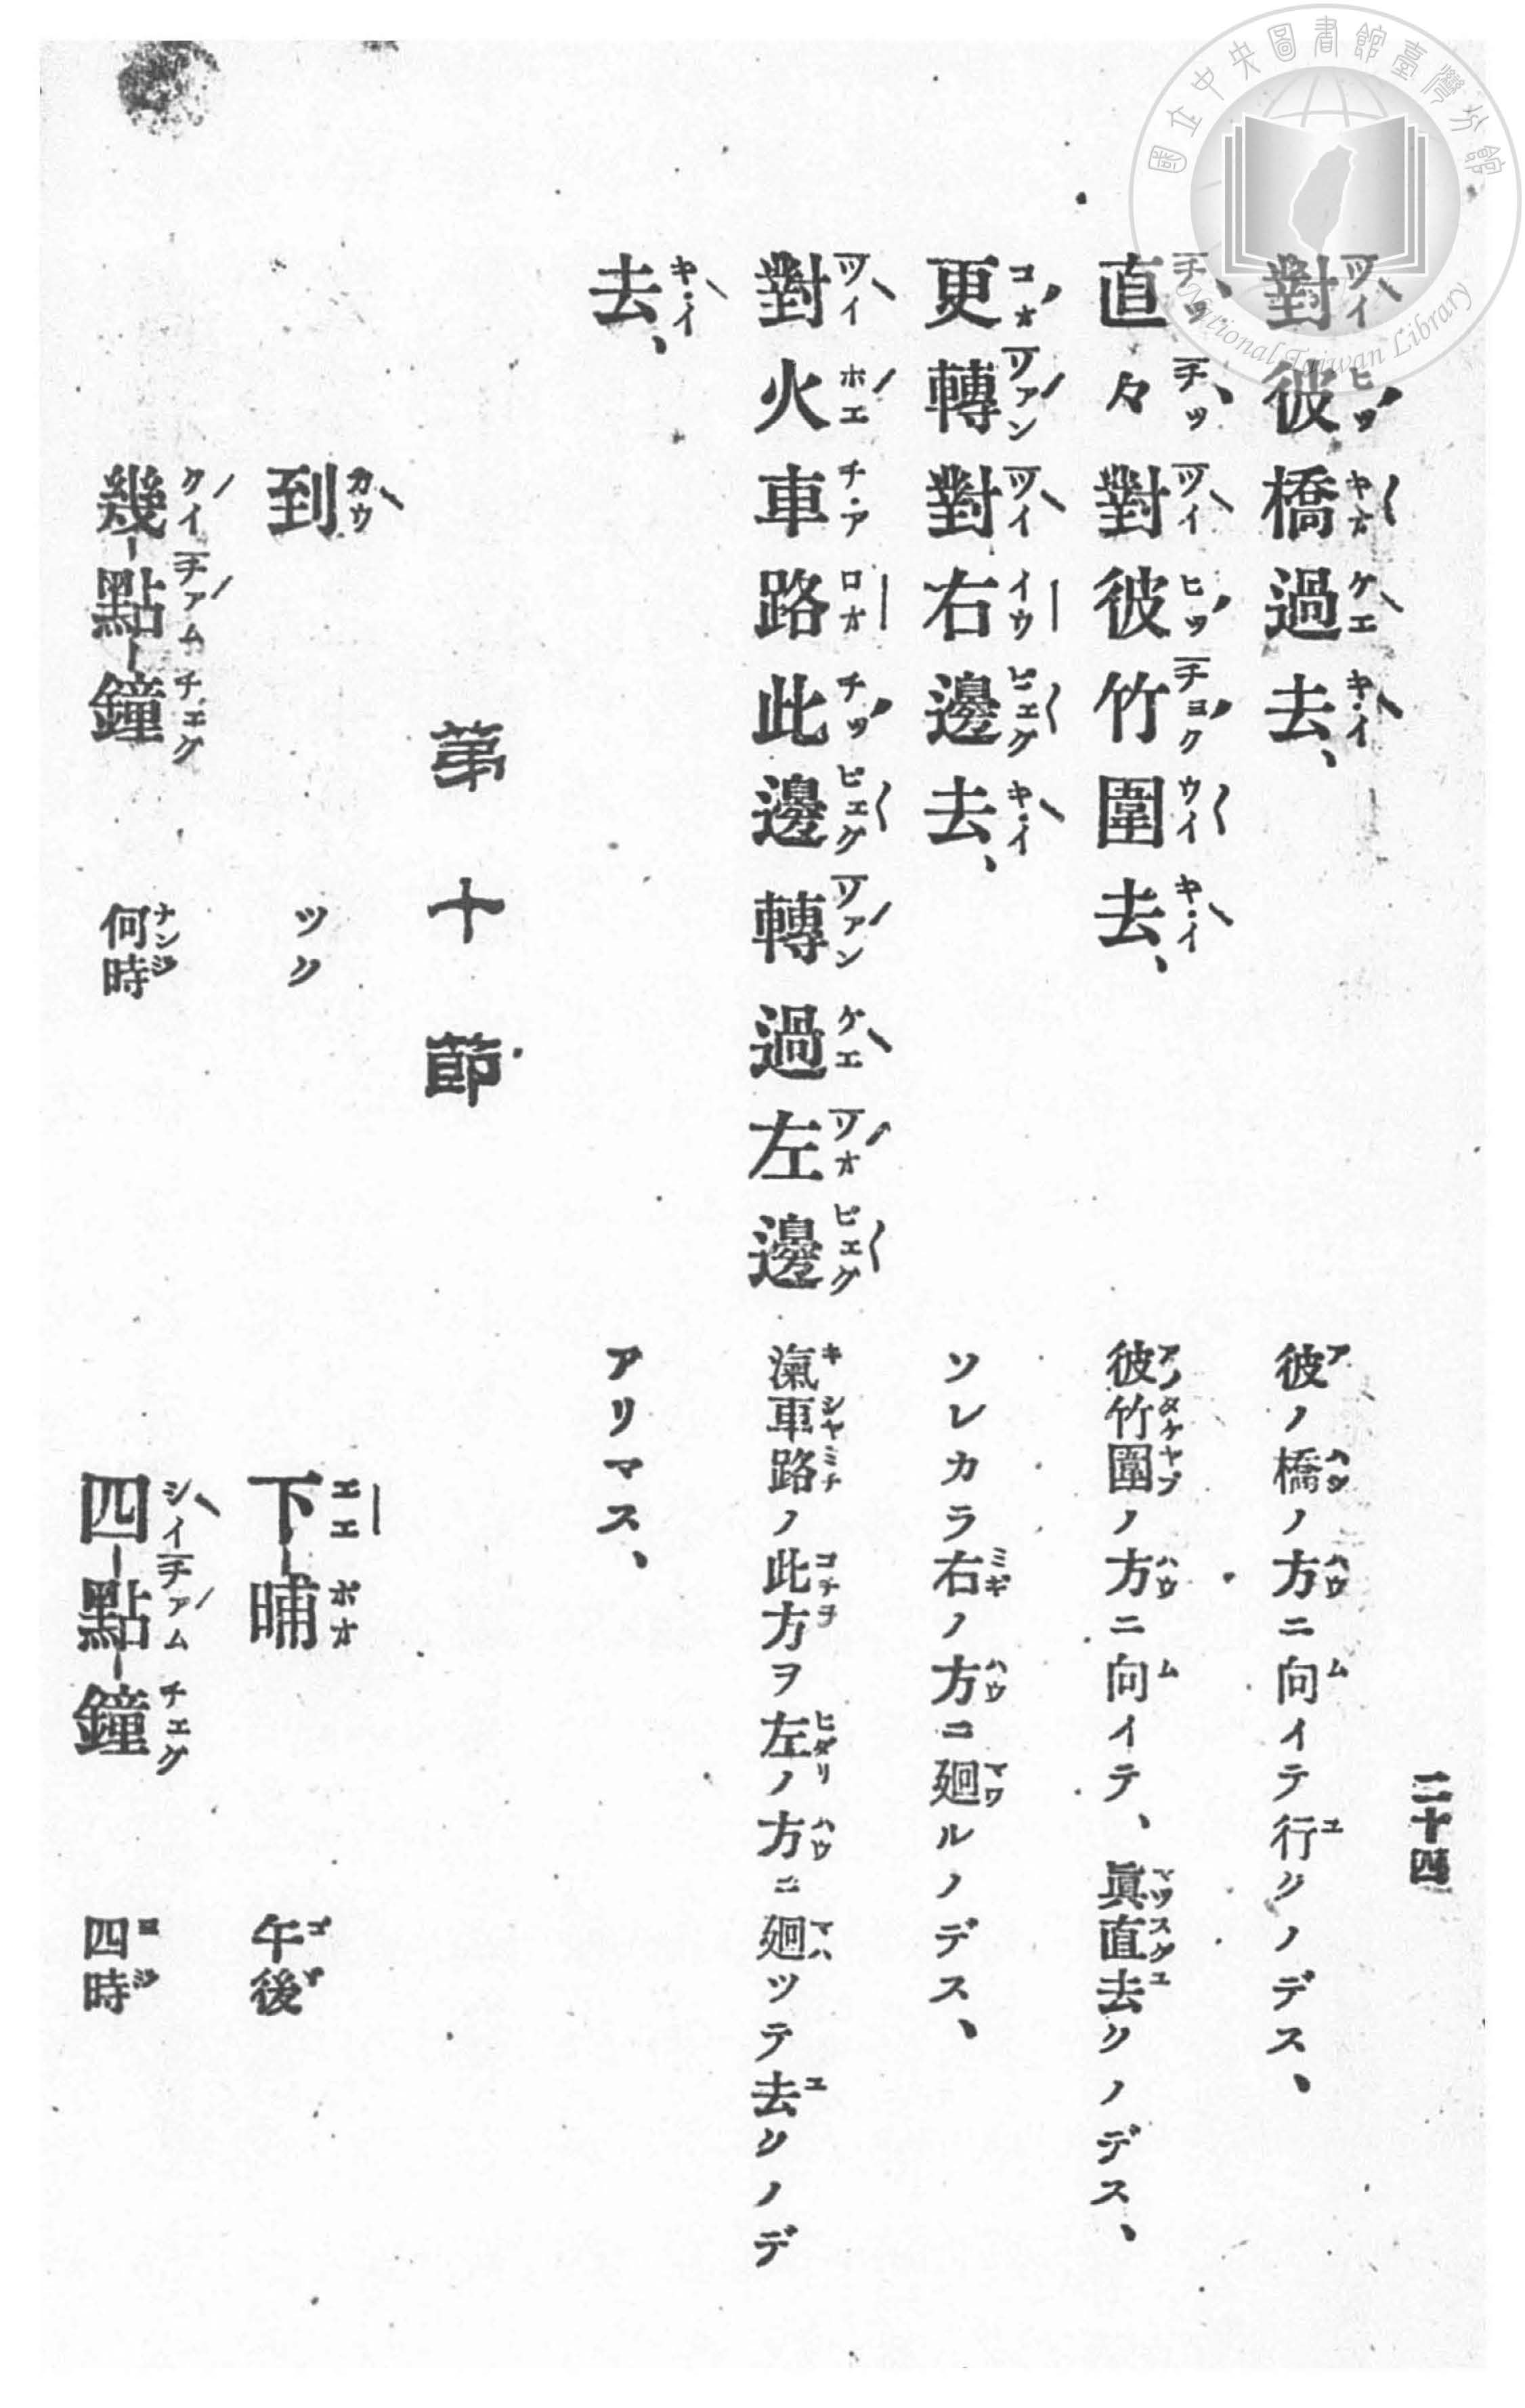 國立中央圖書館臺灣分館
National Taiwan Library
二十四
對彼橋過去、
彼ノ橋ノ方ニ向イテ行クノデス、
直々對彼竹圍去、
彼竹圍ノ方ニ向イテ、眞直去クノデス、
更轉對右邊去、
ソレカラ右ノ方ニ廻ルノデス、
對火車路此邊轉過左邊
去、
滊車路ノ此方ヲ左ノ方ニ廻ツテ去クノデ
アリマス、
第十節
到 ツク
下晡 午後
幾點鐘 何時
四點鐘 四時